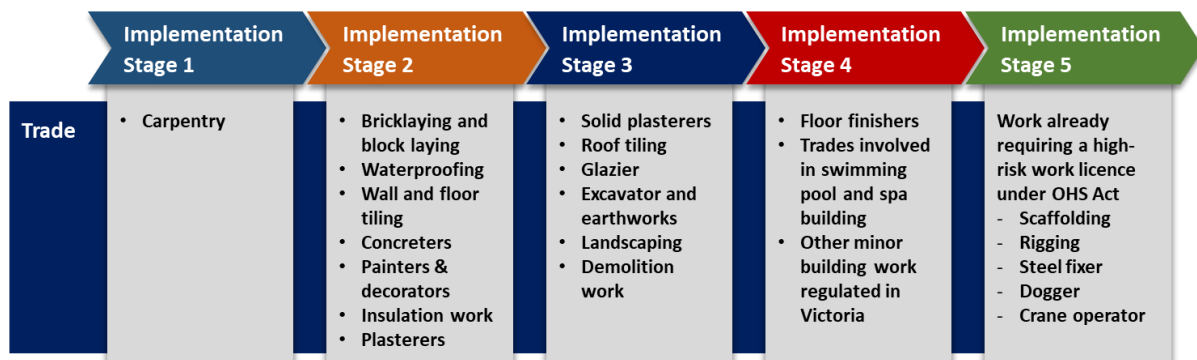 Implementation
Stage 1
Implementation
Stage 2
Implementation
Stage 3
Implementation
Stage 4
Implementation
Stage 5
Trade
• Carpentry
• Bricklaying and
block laying
• Waterproofing
• Wall and floor
tiling
• Concreters
• Painters &
decorators
• Insulation work
• Plasterers
• Solid plasterers
• Roof tiling
• Glazier
• Excavator and
earthworks
• Landscaping
• Demolition
work
• Floor finishers
• Trades involved
in swimming
pool and spa
building
• Other minor
building work
regulated in
Victoria
Work already
requiring a high-
risk work licence
under OHS Act
- Scaffolding
- Rigging
- Steel fixer
- Dogger
- Crane operator